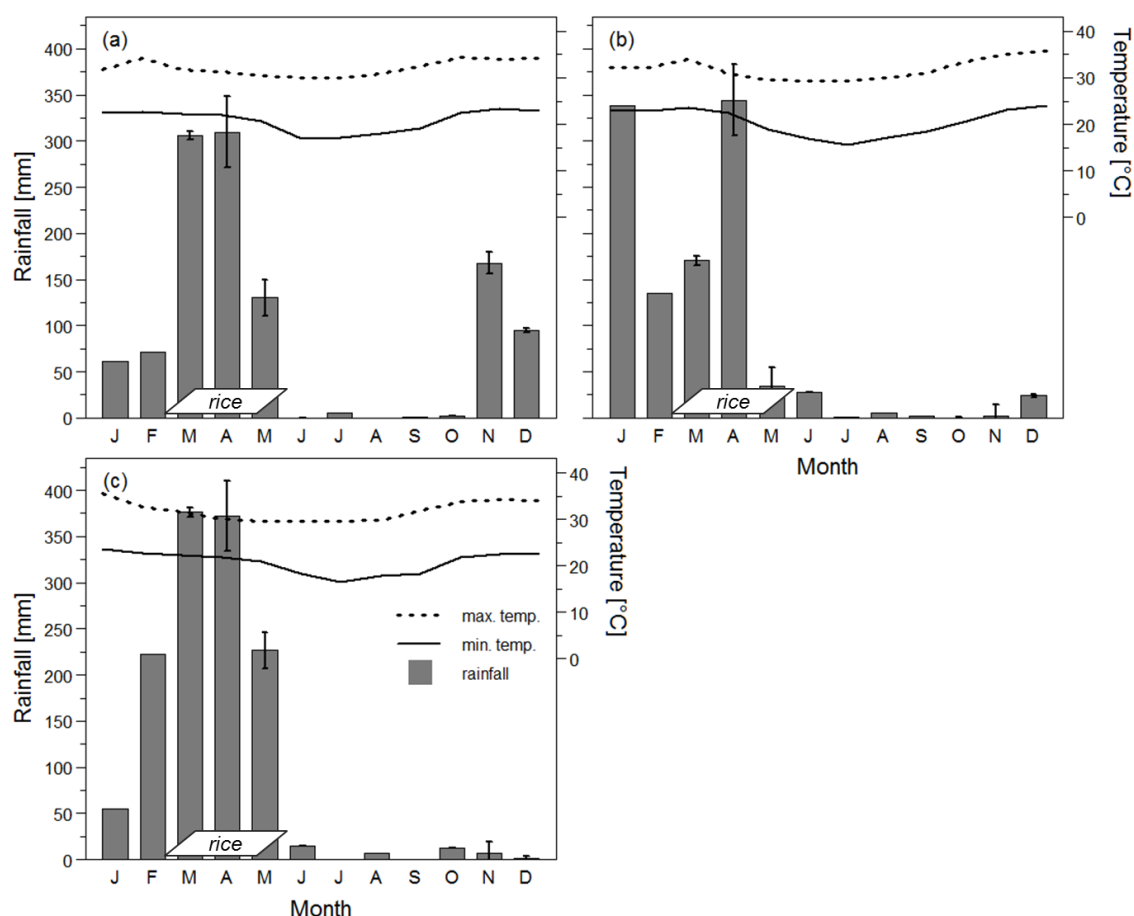 (a)
Rainfall [mm]
400
350
300
250
200
150
100
50
0
rice
J F M A M J J A S O N D
(b)
40
30
20
10
0
Temperature [°C]
rice
J F M A M J J A S O N D
Month
(c)
Rainfall [mm]
400
350
300
250
200
150
100
50
0
40
30
20
10
0
Temperature [°C]
max. temp.
min. temp.
rainfall
rice
J F M A M J J A S O N D
Month